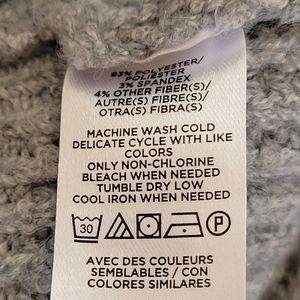 93% POLYESTER/
POLIESTER
3% SPANDEX
4% OTHER FIBER(S)/
AUTRE(S) FIBRE(S)/
OTRA(S) FIBRA(S)
MACHINE WASH COLD
DELICATE CYCLE WITH LIKE
COLORS
ONLY NON-CHLORINE
BLEACH WHEN NEEDED
TUMBLE DRY LOW
COOL IRON WHEN NEEDED
30 P
AVEC DES COULEURS
SEMBLABLES / CON
COLORES SIMILARES